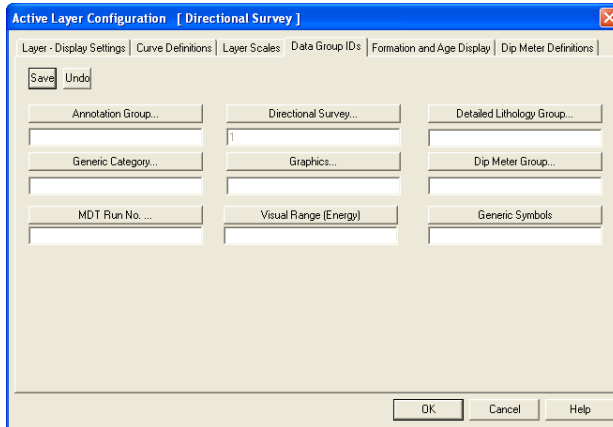 Active Layer Configuration [ Directional Survey ]
Layer - Display Settings Curve Definitions Layer Scales Data Group IDs Formation and Age Display Dip Meter Definitions
Save Undo
Annotation Group... Directional Survey... Detailed Lithology Group...
1
Generic Category... Graphics... Dip Meter Group...
MDT Run No. ... Visual Range (Energy) Generic Symbols
OK Cancel Help